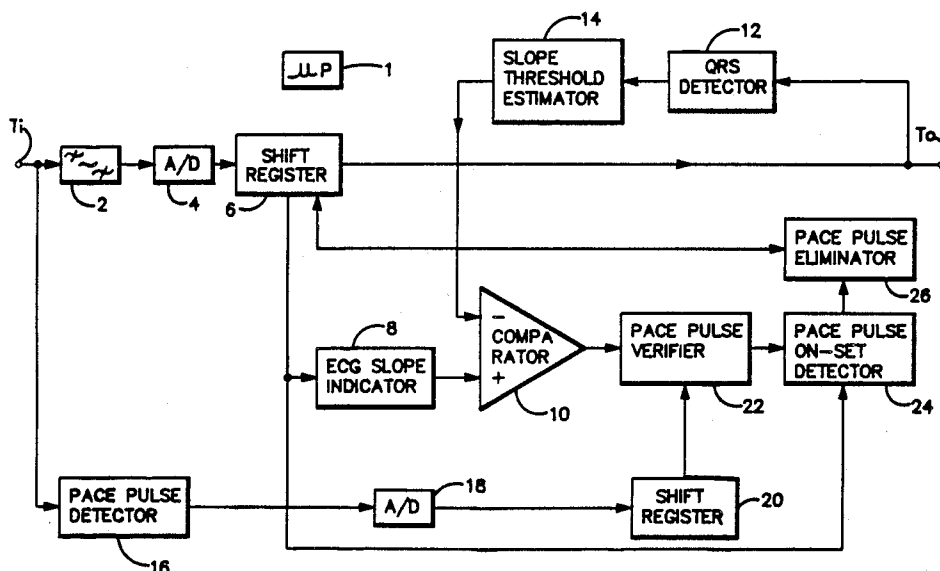 14
12
SLOPE
THRESHOLD
ESTIMATOR
QRS
DETECTOR
μP
1
Ti
To
A/D
SHIFT
REGISTER
2
4
6
PACE PULSE
ELIMINATOR
26
8
ECG SLOPE
INDICATOR
-
COMPA
RATOR
+
10
PACE PULSE
VERIFIER
22
PACE PULSE
ON-SET
DETECTOR
24
PACE PULSE
DETECTOR
16
A/D
18
SHIFT
REGISTER
20